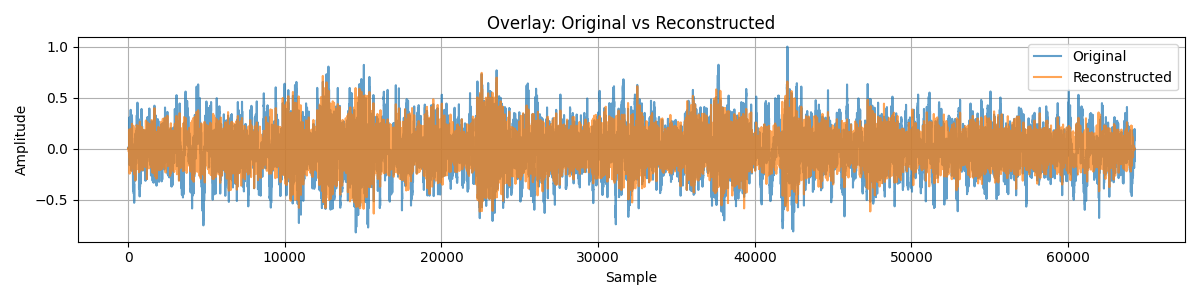 Overlay: Original vs Reconstructed
1.0
0.5
0.0
−0.5
Amplitude
Original
Reconstructed
0
10000
20000
30000
40000
50000
60000
Sample